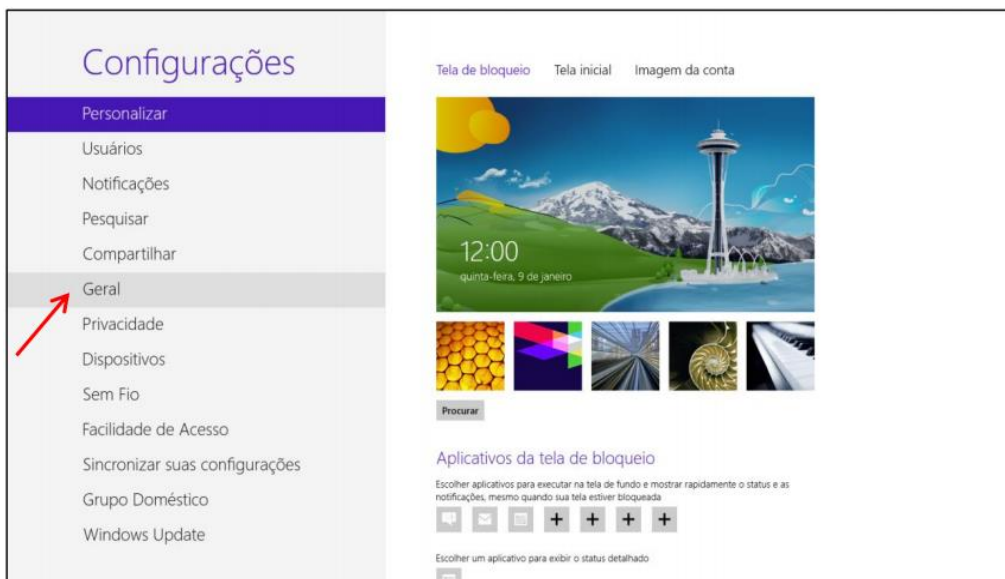 Configurações
Personalizar
Usuários
Notificações
Pesquisar
Compartilhar
Geral
Privacidade
Dispositivos
Sem Fio
Facilidade de Acesso
Sincronizar suas configurações
Grupo Doméstico
Windows Update
Tela de bloqueio Tela inicial Imagem da conta
12:00
quinta-feira, 9 de janeiro
Procurar
Aplicativos da tela de bloqueio
Escolher aplicativos para executar na tela de fundo e mostrar rapidamente o status e as
notificações, mesmo quando sua tela estiver bloqueada
Escolher um aplicativo para exibir o status detalhado